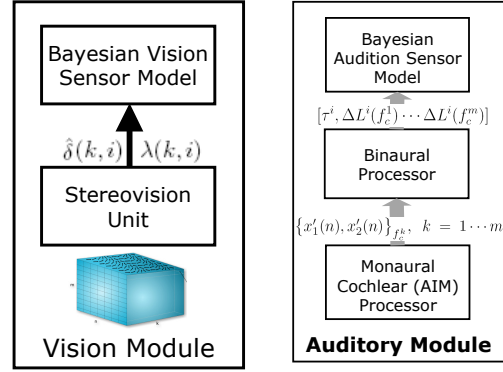 Bayesian Vision
Sensor Model
δ̂(k, i) λ(k, i)
Stereovision
Unit
Vision Module
Bayesian
Audition Sensor
Model
[τ^i, ΔL^i(f_c^1) ⋯ ΔL^i(f_c^m)]
Binaural
Processor
{x′_1(n), x′_2(n)}_{f_c^k}, k = 1 ⋯ m
Monaural
Cochlear (AIM)
Processor
Auditory Module